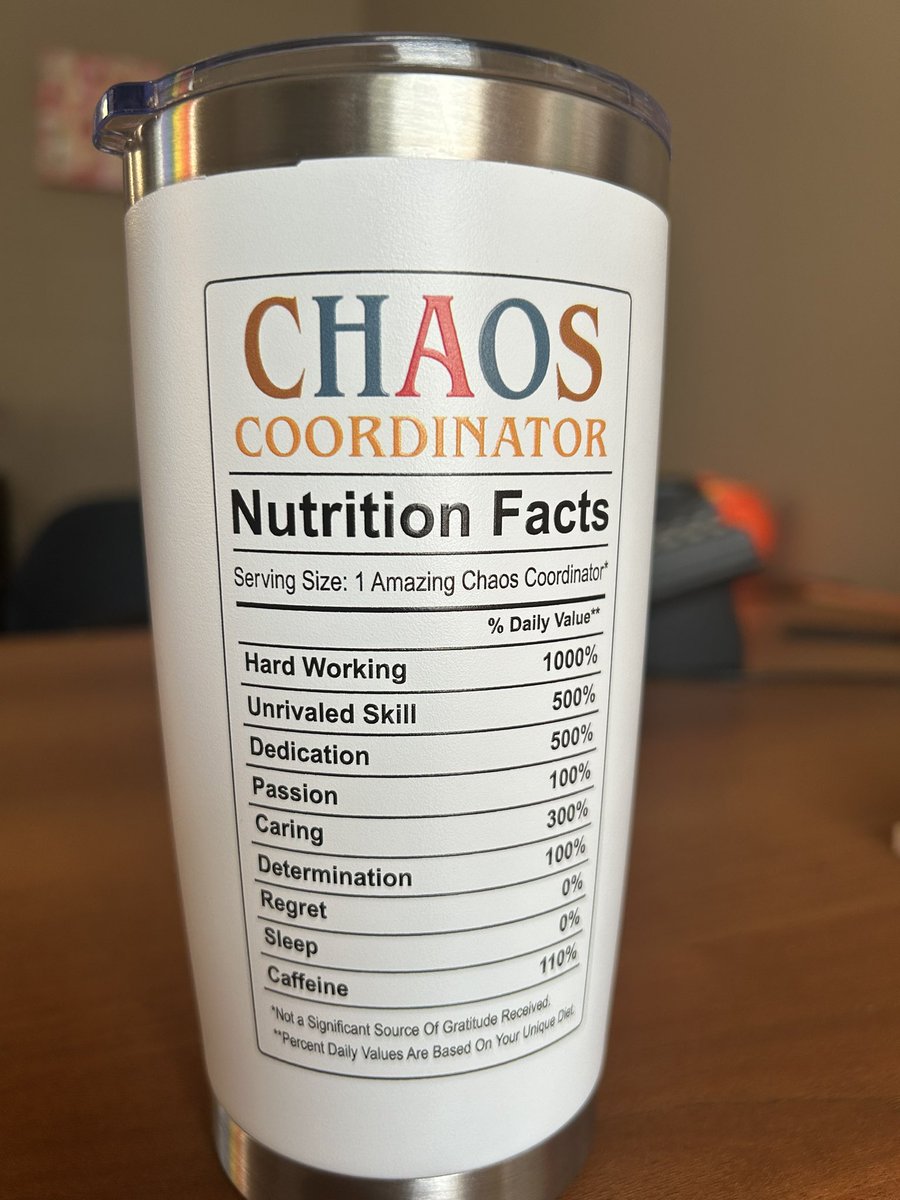 CHAOS
COORDINATOR
Nutrition Facts
Serving Size: 1 Amazing Chaos Coordinator*
% Daily Value**
Hard Working 1000%
Unrivaled Skill 500%
Dedication 500%
Passion 100%
Caring 300%
Determination 100%
Regret 0%
Sleep 0%
Caffeine 110%
*Not a Significant Source Of Gratitude Received.
**Percent Daily Values Are Based On Your Unique Diet.